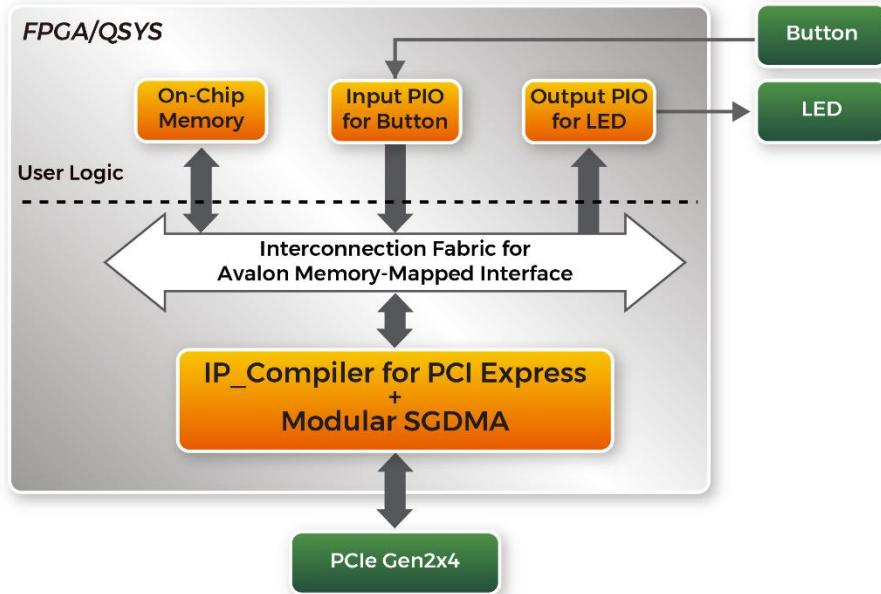 FPGA/QSYS
Button
On-Chip
Memory
Input PIO
for Button
Output PIO
for LED
LED
User Logic
Interconnection Fabric for
Avalon Memory-Mapped Interface
IP_Compiler for PCI Express
+
Modular SGDMA
PCIe Gen2x4